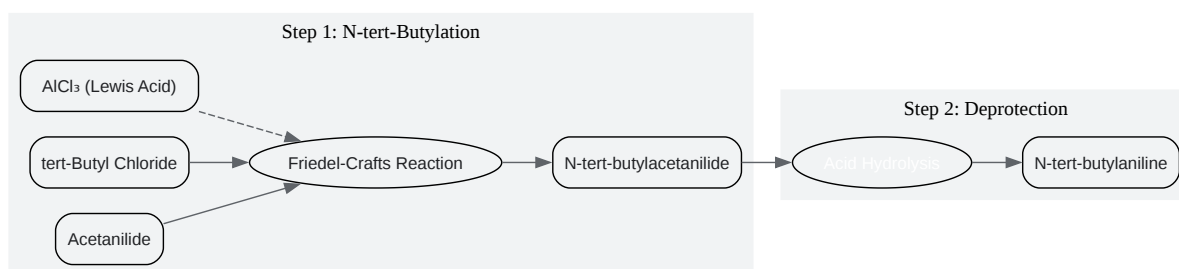 Step 1: N-tert-Butylation
AlCl₃ (Lewis Acid)
tert-Butyl Chloride
Acetanilide
Friedel-Crafts Reaction
N-tert-butylacetanilide
Step 2: Deprotection
Acid Hydrolysis
N-tert-butylaniline